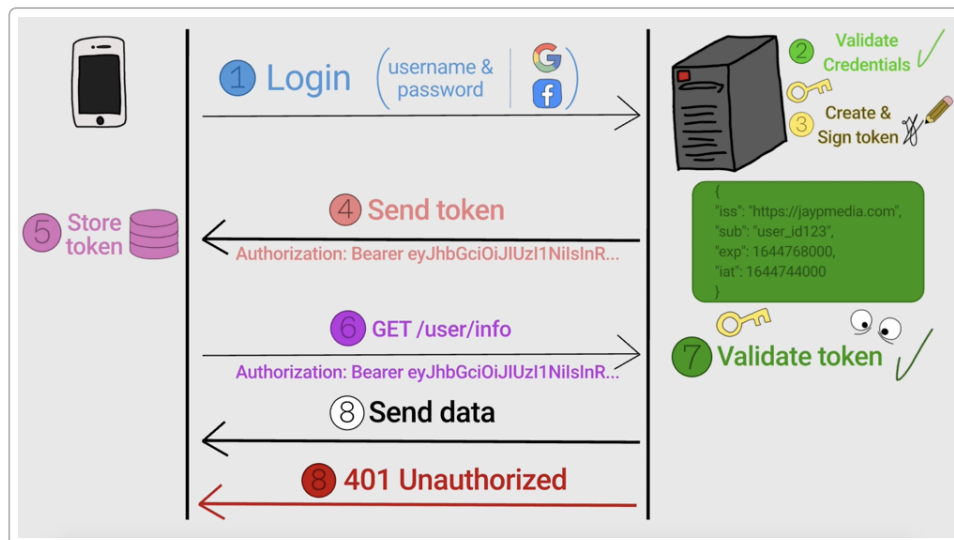 1 Login
username &
password
2 Validate
Credentials
3 Create &
Sign token
4 Send token
Authorization: Bearer eyJhbGciOiJIUzI1NiIsInR...
5 Store
token
{
"iss": "https://jaypmedia.com",
"sub": "user_id123",
"exp": 1644768000,
"iat": 1644744000
}
6 GET /user/info
Authorization: Bearer eyJhbGciOiJIUzI1NiIsInR...
7 Validate token
8 Send data
8 401 Unauthorized